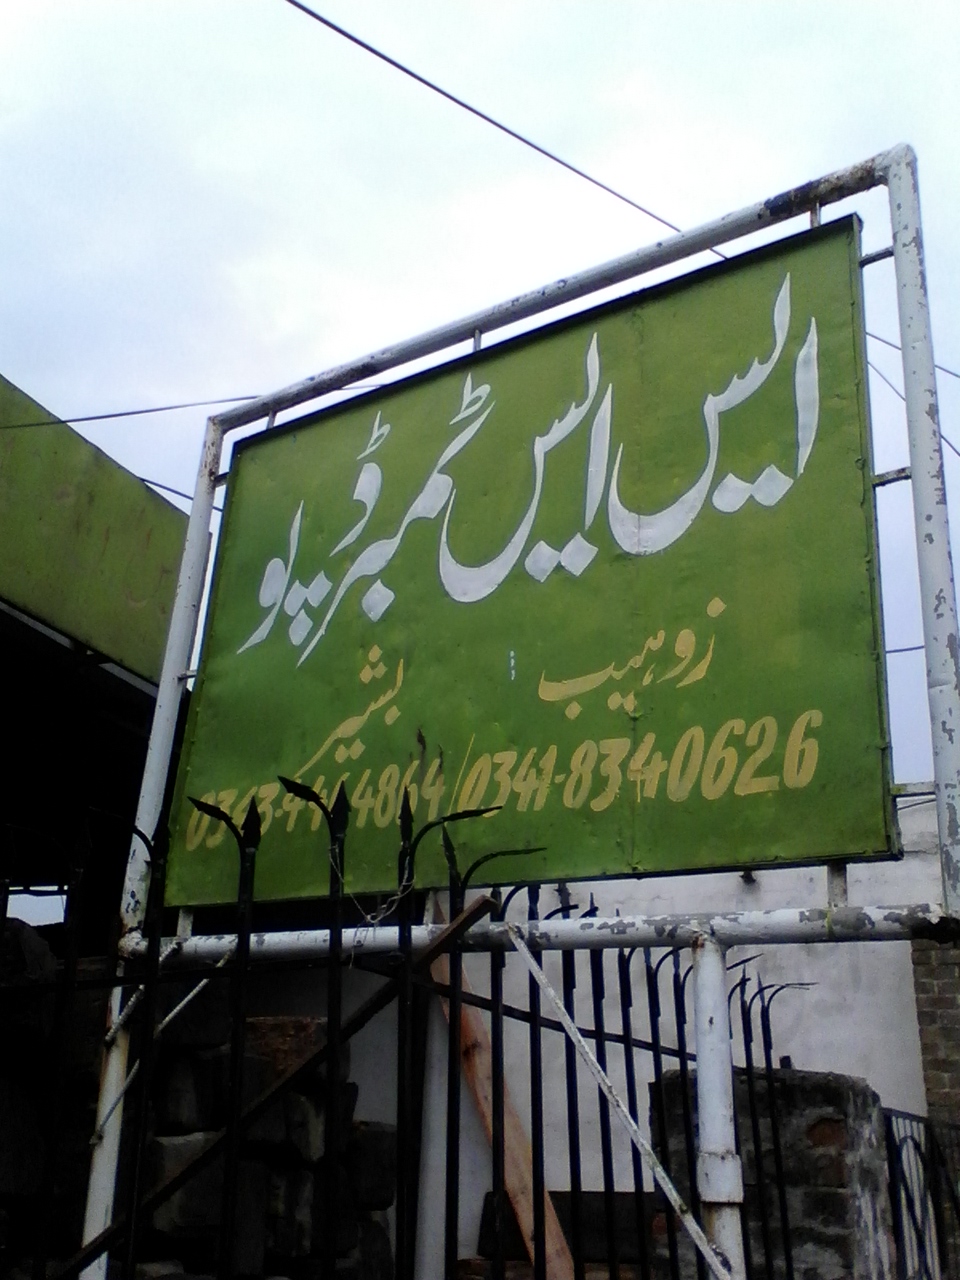 ایس ایس ٹمبر ڈپو
زوہیب بشیر
0341-8340626